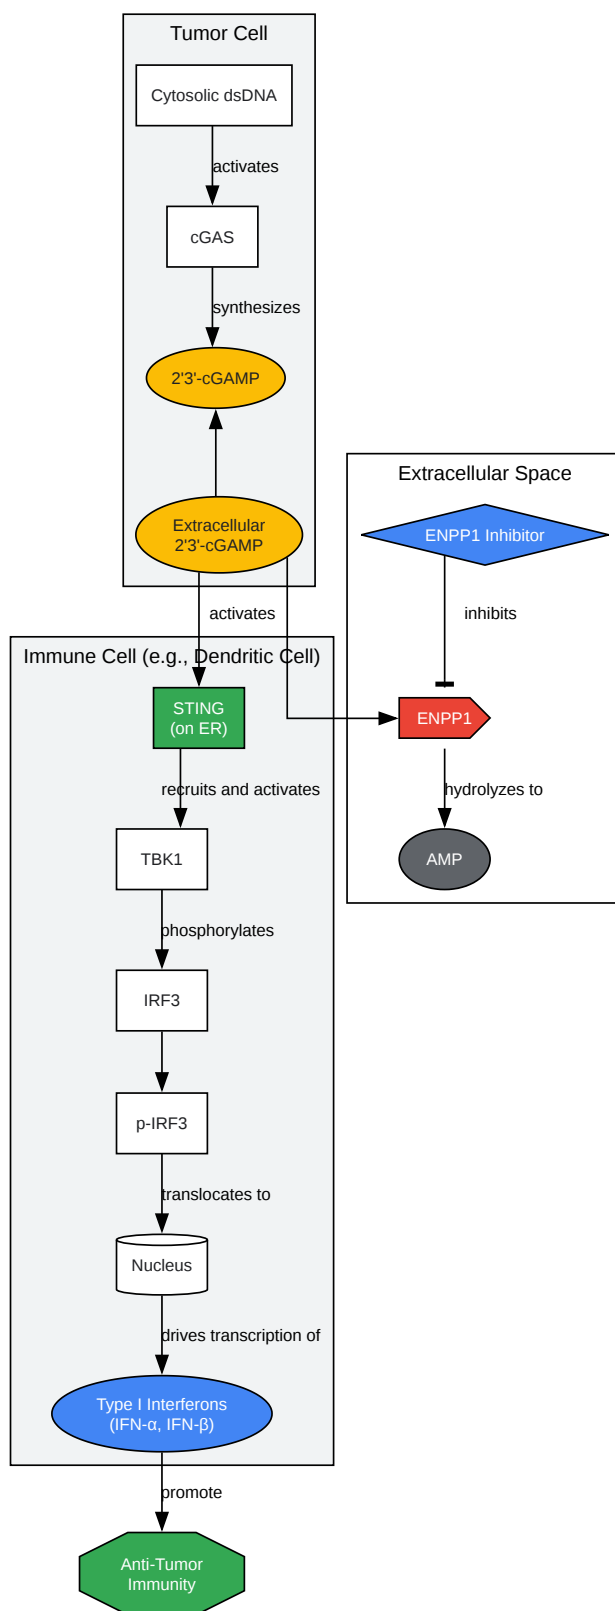 Tumor Cell
Cytosolic dsDNA
activates
cGAS
synthesizes
2'3'-cGAMP
Extracellular
2'3'-cGAMP
activates
Extracellular Space
ENPP1 Inhibitor
inhibits
ENPP1
hydrolyzes to
AMP
Immune Cell (e.g., Dendritic Cell)
STING
(on ER)
recruits and activates
TBK1
phosphorylates
IRF3
p-IRF3
translocates to
Nucleus
drives transcription of
Type I Interferons
(IFN-α, IFN-β)
promote
Anti-Tumor
Immunity